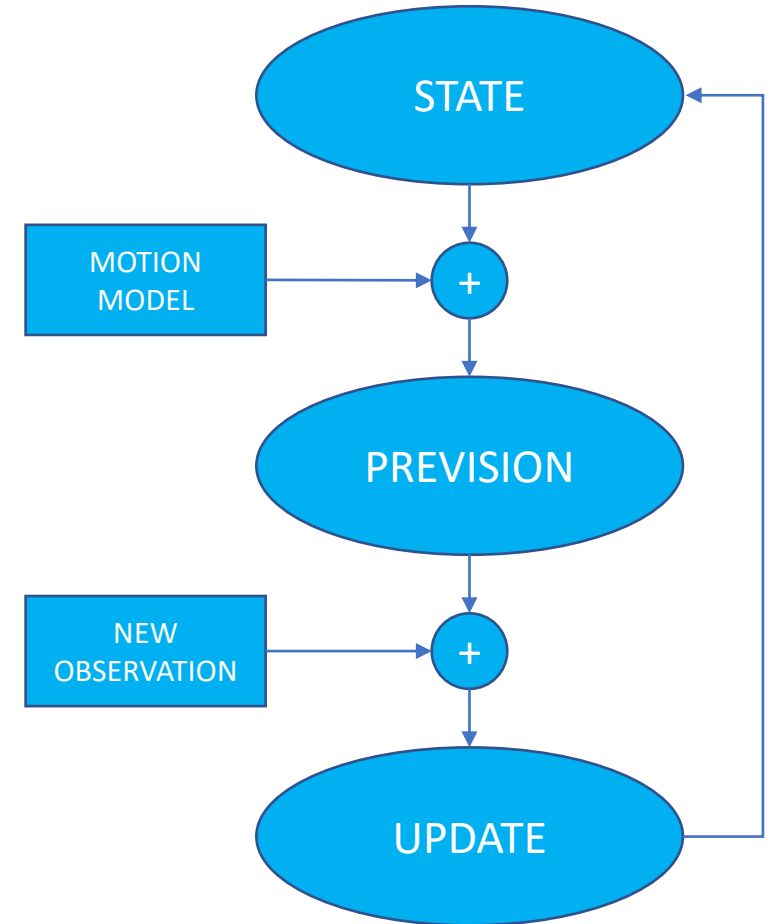 STATE
MOTION
MODEL
+
PREVISION
NEW
OBSERVATION
+
UPDATE